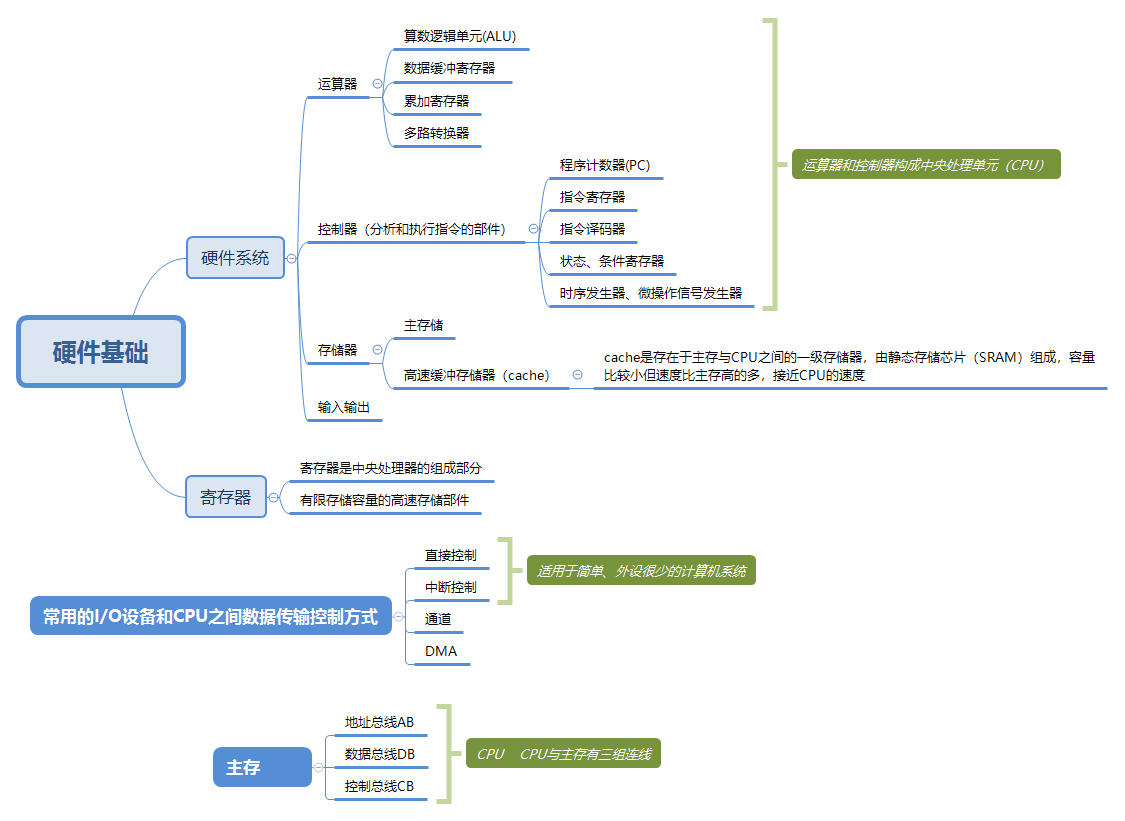 硬件基础
硬件系统
运算器
算数逻辑单元(ALU)
数据缓冲寄存器
累加寄存器
多路转换器
控制器（分析和执行指令的部件）
程序计数器(PC)
指令寄存器
指令译码器
状态、条件寄存器
时序发生器、微操作信号发生器
运算器和控制器构成中央处理单元（CPU）
存储器
主存储
高速缓冲存储器（cache）
cache是存在于主存与CPU之间的一级存储器，由静态存储芯片（SRAM）组成，容量
比较小但速度比主存高的多，接近CPU的速度
输入输出
寄存器
寄存器是中央处理器的组成部分
有限存储容量的高速存储部件
常用的I/O设备和CPU之间数据传输控制方式
直接控制
中断控制
通道
DMA
适用于简单、外设很少的计算机系统
主存
地址总线AB
数据总线DB
控制总线CB
CPU CPU与主存有三组连线